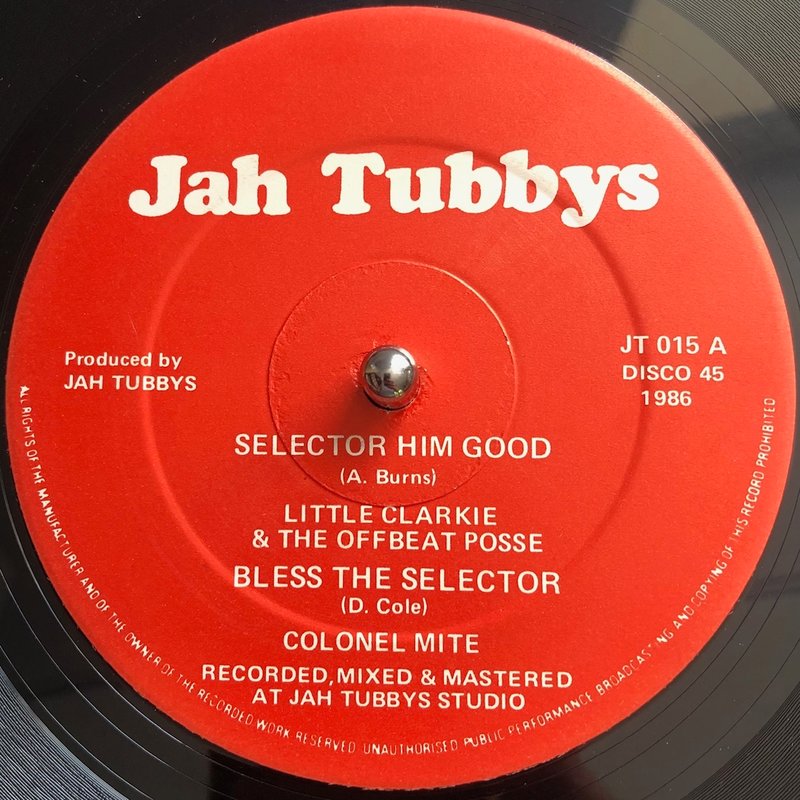 Jah Tubbys
Produced by
JAH TUBBYS
JT 015 A
DISCO 45
1986
SELECTOR HIM GOOD
(A. Burns)
LITTLE CLARKIE
& THE OFFBEAT POSSE
BLESS THE SELECTOR
(D. Cole)
COLONEL MITE
RECORDED, MIXED & MASTERED
AT JAH TUBBYS STUDIO
ALL RIGHTS OF THE MANUFACTURER AND OF THE OWNER OF THE RECORDED WORK RESERVED UNAUTHORISED PUBLIC PERFORMANCE BROADCASTING AND COPYING OF THIS RECORD PROHIBITED